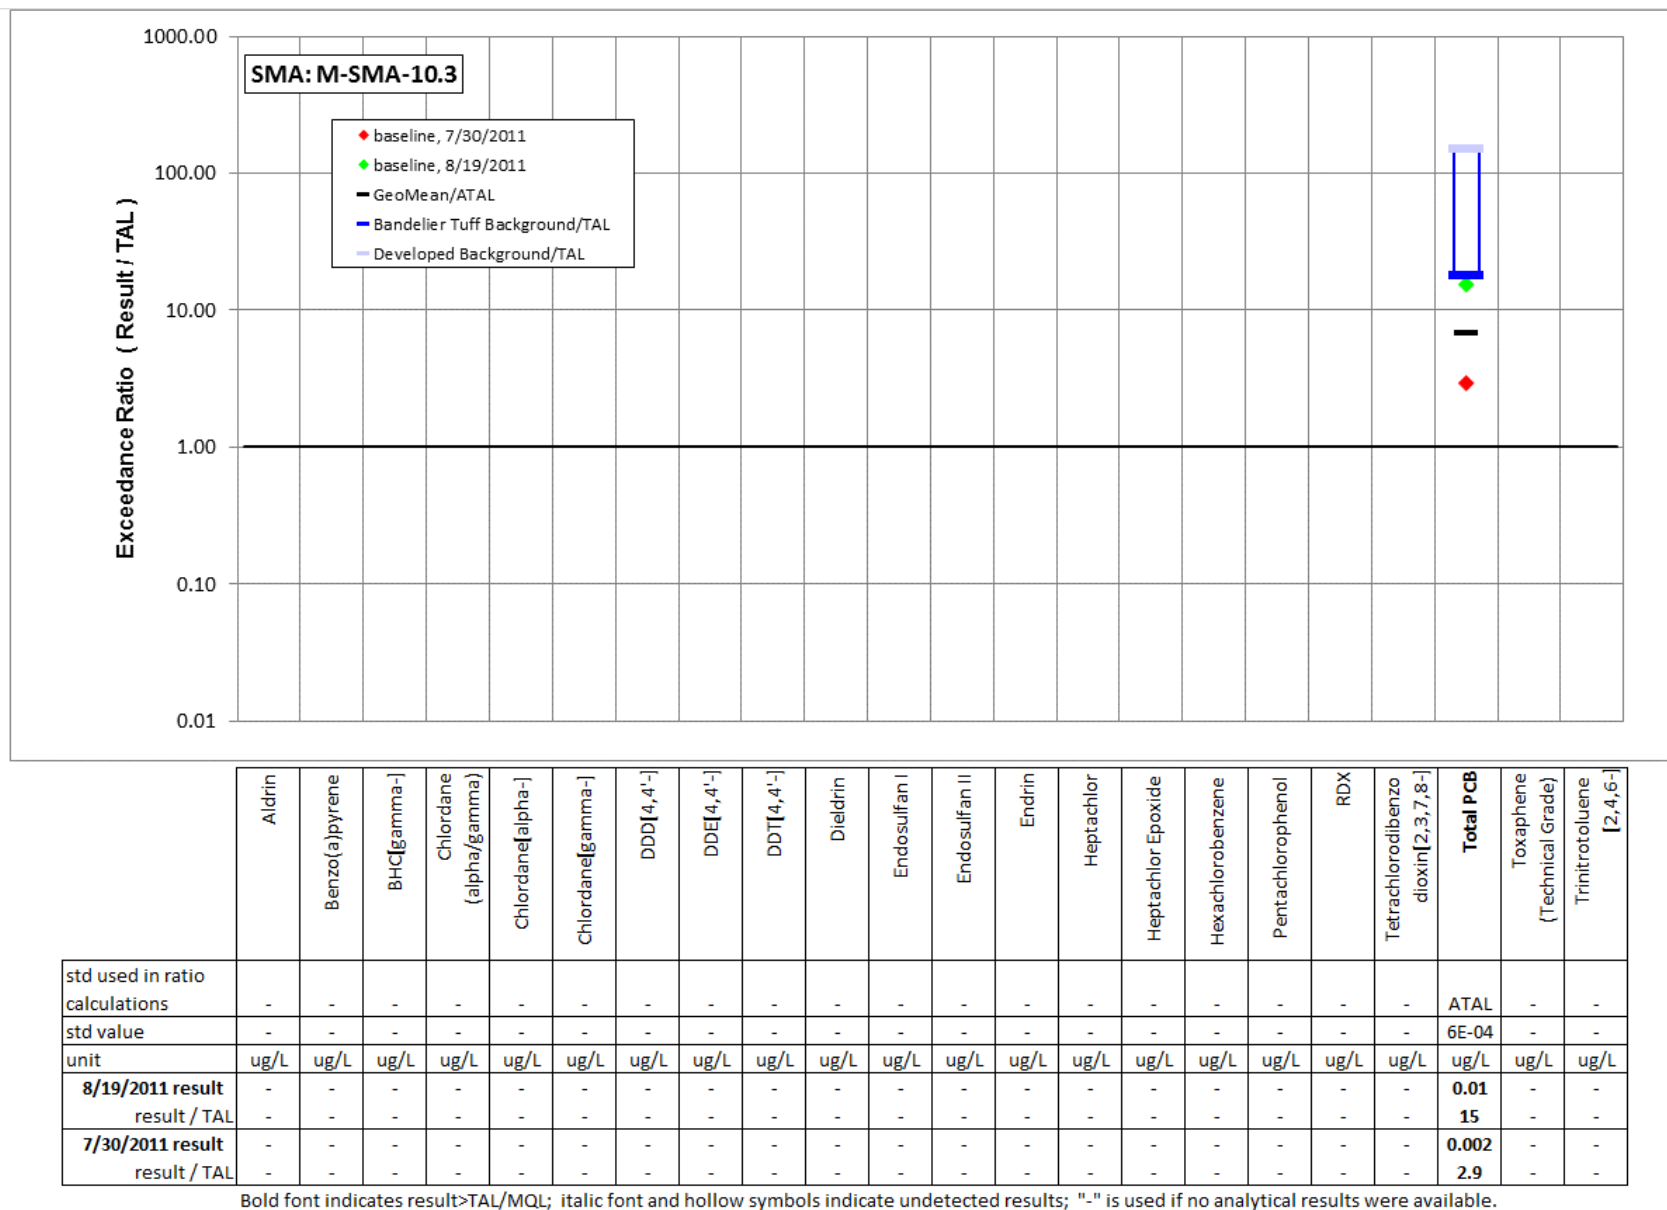 1000.00
100.00
10.00
1.00
0.10
0.01
Exceedance Ratio ( Result / TAL )
SMA: M-SMA-10.3
baseline, 7/30/2011
baseline, 8/19/2011
GeoMean/ATAL
Bandelier Tuff Background/TAL
Developed Background/TAL
Aldrin
Benzo(a)pyrene
BHC[gamma-]
Chlordane
(alpha/gamma)
Chlordane[alpha-]
Chlordane[gamma-]
DDD[4,4'-]
DDE[4,4'-]
DDT[4,4'-]
Dieldrin
Endosulfan I
Endosulfan II
Endrin
Heptachlor
Heptachlor Epoxide
Hexachlorobenzene
Pentachlorophenol
RDX
Tetrachlorodibenzo
dioxin[2,3,7,8-]
Total PCB
Toxaphene
(Technical Grade)
Trinitrotoluene
[2,4,6-]
std used in ratio
calculations - - - - - - - - - - - - - - - - - - - ATAL - -
std value - - - - - - - - - - - - - - - - - - - 6E-04 - -
unit ug/L ug/L ug/L ug/L ug/L ug/L ug/L ug/L ug/L ug/L ug/L ug/L ug/L ug/L ug/L ug/L ug/L ug/L ug/L ug/L ug/L ug/L
8/19/2011 result - - - - - - - - - - - - - - - - - - - 0.01 - -
result / TAL - - - - - - - - - - - - - - - - - - - 15 - -
7/30/2011 result - - - - - - - - - - - - - - - - - - - 0.002 - -
result / TAL - - - - - - - - - - - - - - - - - - - 2.9 - -
Bold font indicates result>TAL/MQL; italic font and hollow symbols indicate undetected results; "-" is used if no analytical results were available.